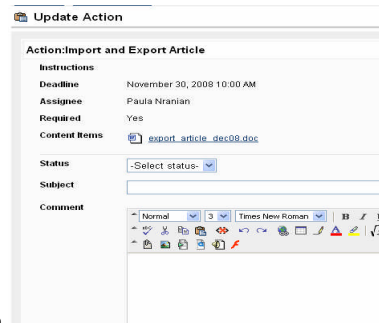 Update Action
Action:Import and Export Article
Instructions
Deadline November 30, 2008 10:00 AM
Assignee Paula Nranian
Required Yes
Content Items export_article_dec08.doc
Status -Select status-
Subject
Comment
Normal 3 Times New Roman B I